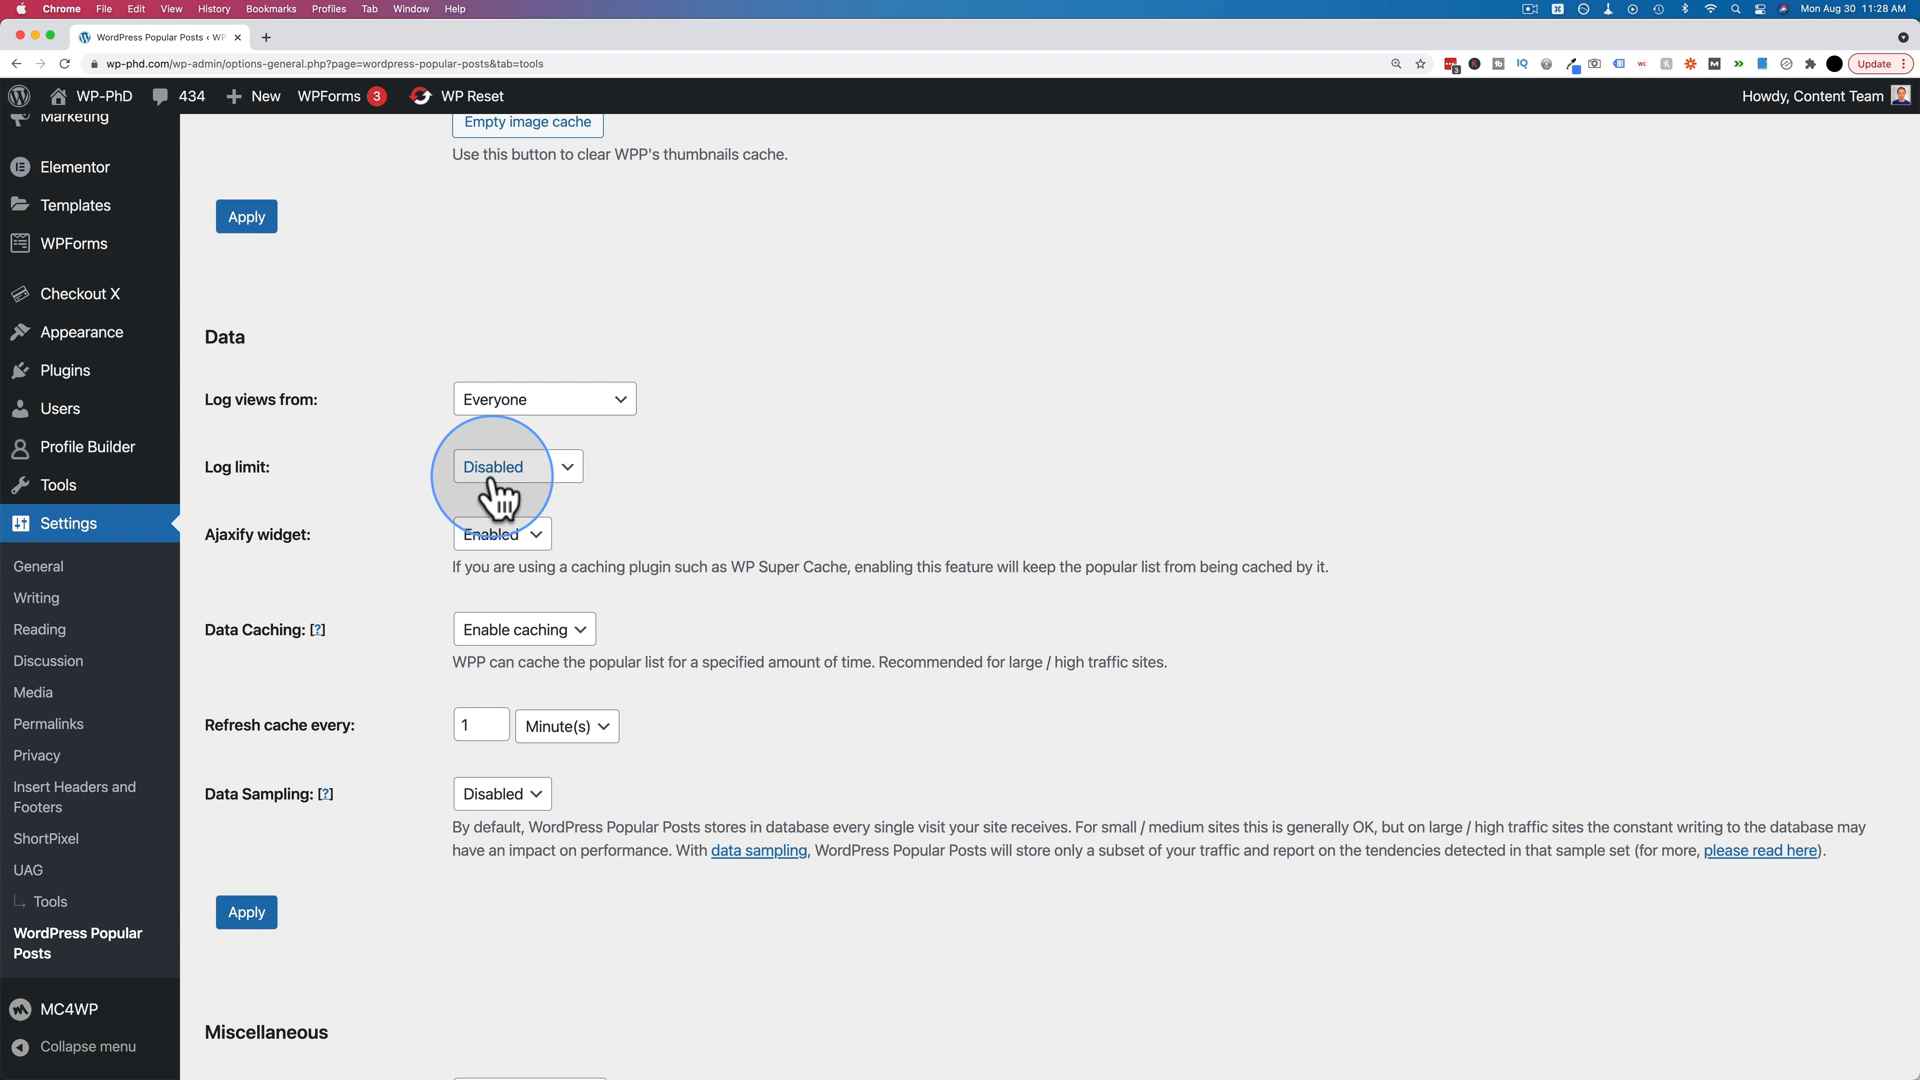 Chrome File Edit View History Bookmarks Profiles Tab Window Help
Mon Aug 30 11:28 AM
WordPress Popular Posts ‹ WP
wp-phd.com/wp-admin/options-general.php?page=wordpress-popular-posts&tab=tools
Update
WP-PhD 434 New WPForms 3 WP Reset
Howdy, Content Team
Marketing
Elementor
Templates
WPForms
Checkout X
Appearance
Plugins
Users
Profile Builder
Tools
Settings
General
Writing
Reading
Discussion
Media
Permalinks
Privacy
Insert Headers and
Footers
ShortPixel
UAG
Tools
WordPress Popular
Posts
MC4WP
Collapse menu
Empty image cache
Use this button to clear WPP's thumbnails cache.
Apply
Data
Log views from: Everyone
Log limit: Disabled
Ajaxify widget: Enabled
If you are using a caching plugin such as WP Super Cache, enabling this feature will keep the popular list from being cached by it.
Data Caching: [?] Enable caching
WPP can cache the popular list for a specified amount of time. Recommended for large / high traffic sites.
Refresh cache every: 1 Minute(s)
Data Sampling: [?] Disabled
By default, WordPress Popular Posts stores in database every single visit your site receives. For small / medium sites this is generally OK, but on large / high traffic sites the constant writing to the database may
have an impact on performance. With data sampling, WordPress Popular Posts will store only a subset of your traffic and report on the tendencies detected in that sample set (for more, please read here).
Apply
Miscellaneous